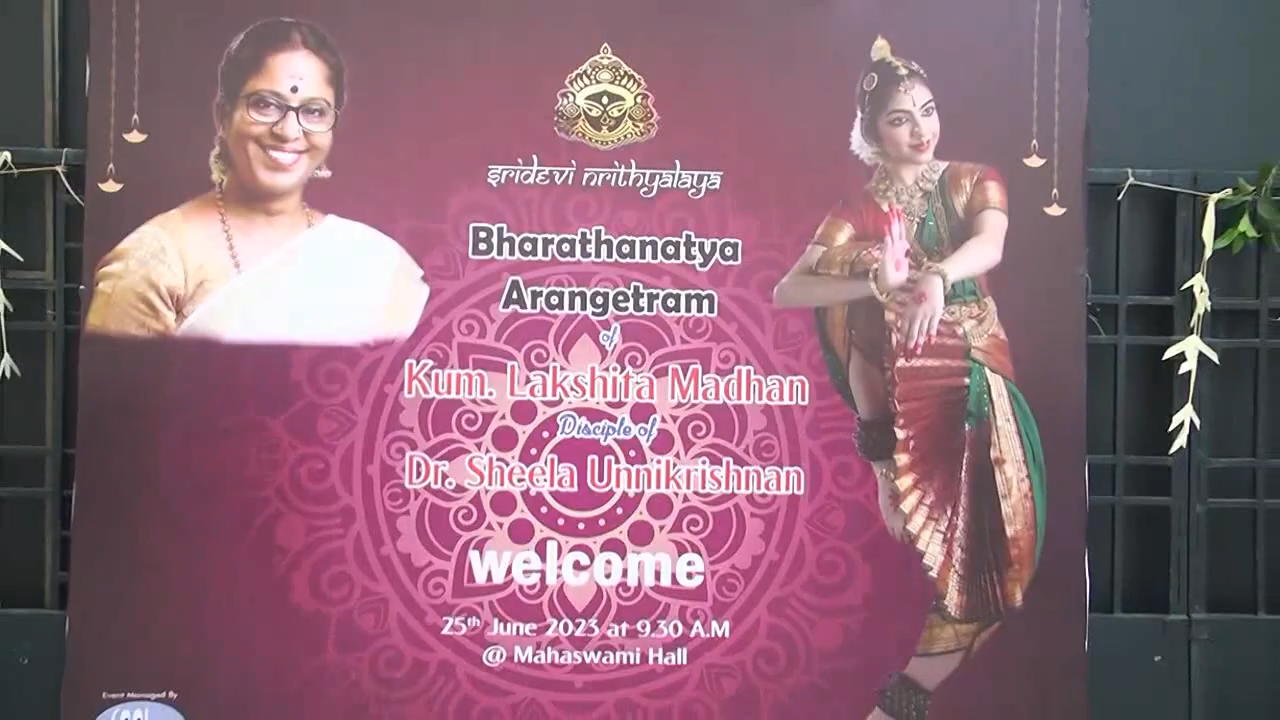 sridevi nrithyalaya
Bharathanatya
Arangetram
of
Kum. Lakshita Madhan
Disciple of
Dr. Sheela Unnikrishnan
welcome
25th June 2023 at 9.30 A.M
@ Mahaswami Hall
Event Managed By